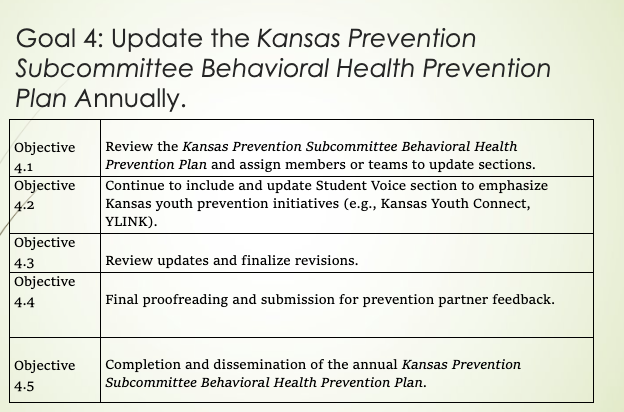 Goal 4: Update the Kansas Prevention
Subcommittee Behavioral Health Prevention
Plan Annually.
Objective
4.1
Review the Kansas Prevention Subcommittee Behavioral Health
Prevention Plan and assign members or teams to update sections.
Objective
4.2
Continue to include and update Student Voice section to emphasize
Kansas youth prevention initiatives (e.g., Kansas Youth Connect,
YLINK).
Objective
4.3
Review updates and finalize revisions.
Objective
4.4
Final proofreading and submission for prevention partner feedback.
Objective
4.5
Completion and dissemination of the annual Kansas Prevention
Subcommittee Behavioral Health Prevention Plan.